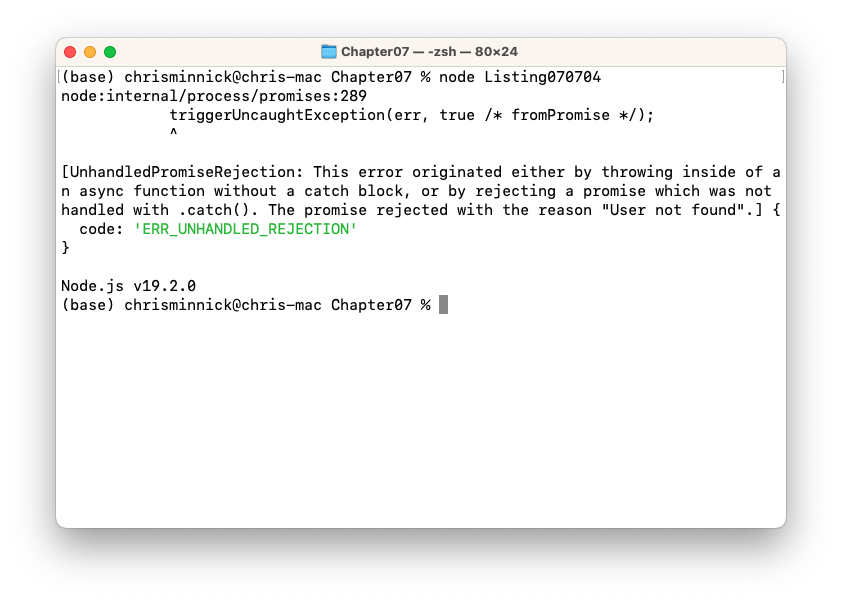 Chapter07 — -zsh — 80×24
[(base) chrisminnick@chris-mac Chapter07 % node Listing070704 ]
node:internal/process/promises:289
            triggerUncaughtException(err, true /* fromPromise */);
            ^
[UnhandledPromiseRejection: This error originated either by throwing inside of a
n async function without a catch block, or by rejecting a promise which was not
handled with .catch(). The promise rejected with the reason "User not found".] {
  code: 'ERR_UNHANDLED_REJECTION'
}
Node.js v19.2.0
(base) chrisminnick@chris-mac Chapter07 %